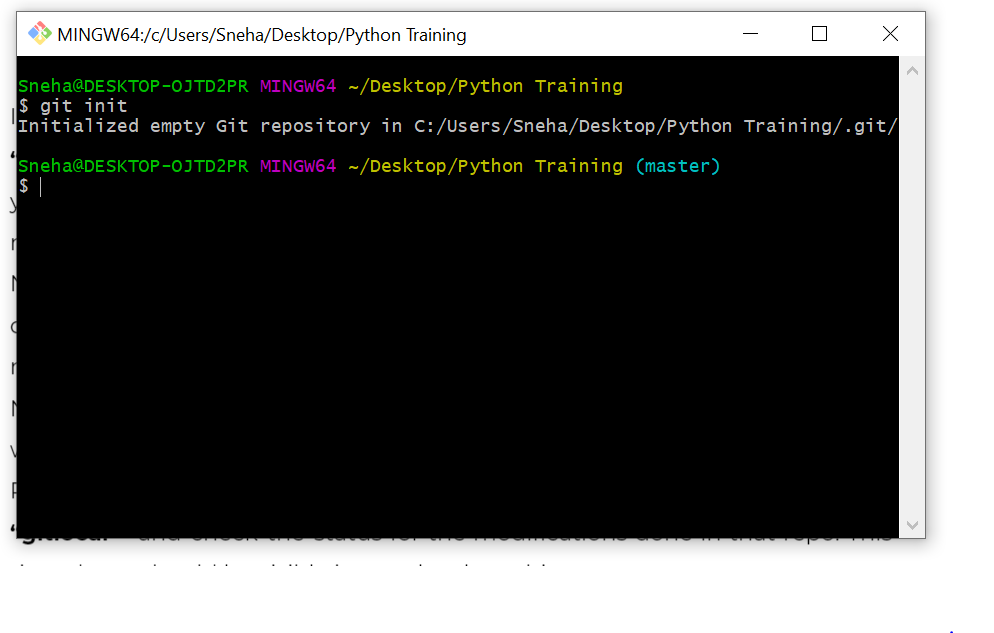 MINGW64:/c/Users/Sneha/Desktop/Python Training
Sneha@DESKTOP-OJTD2PR MINGW64 ~/Desktop/Python Training
$ git init
Initialized empty Git repository in C:/Users/Sneha/Desktop/Python Training/.git/
Sneha@DESKTOP-OJTD2PR MINGW64 ~/Desktop/Python Training (master)
$